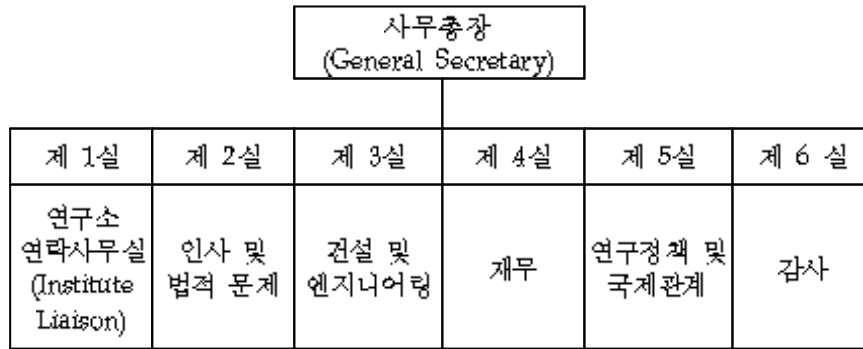 사무총장
(General Secretary)
제 1실 제 2실 제 3실 제 4실 제 5실 제 6 실
연구소
연락사무실
(Institute
Liaison)
인사 및
법적 문제
건설 및
엔지니어링
재무
연구정책 및
국제관계
감사